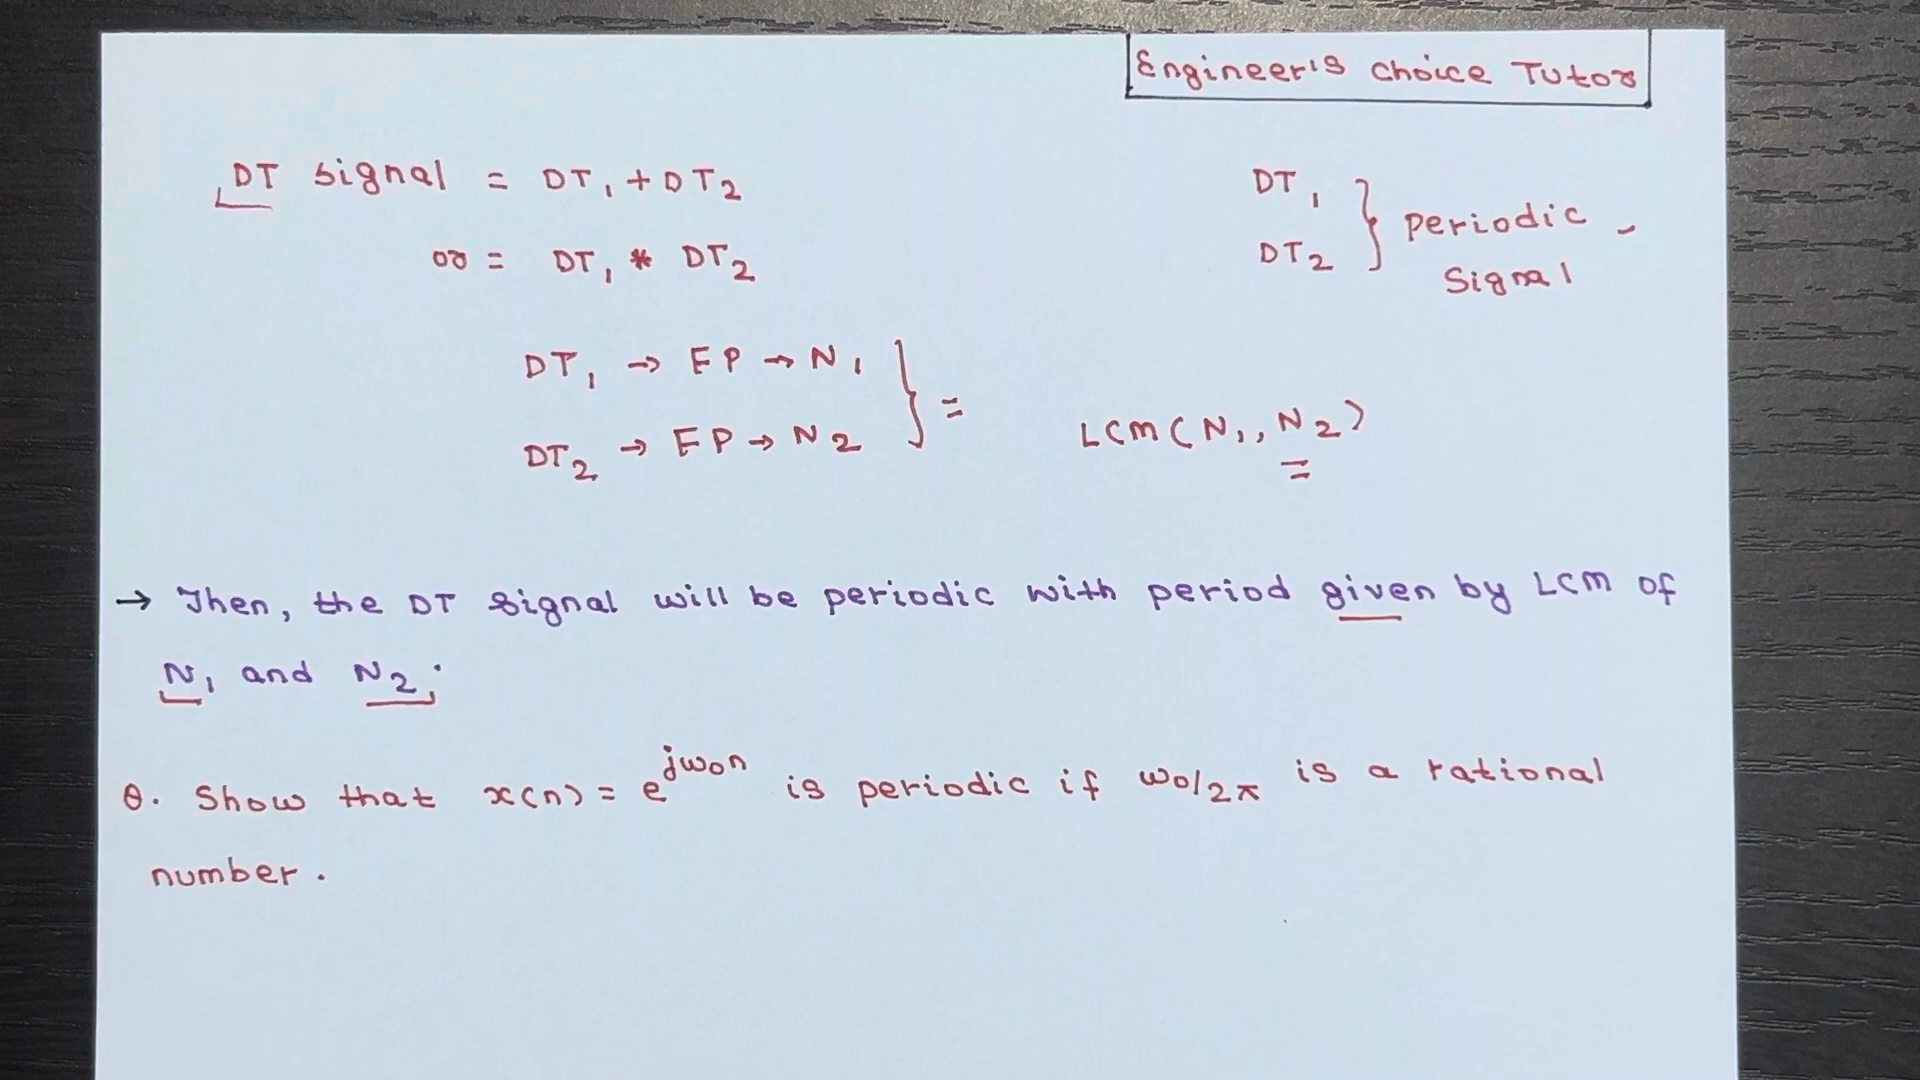 Engineer's Choice Tutor
DT signal = DT1 + DT2
or = DT1 * DT2
DT1
DT2 } periodic
Signal
DT1 → FP → N1
DT2 → FP → N2 } = LCM(N1, N2)
→ Then, the DT signal will be periodic with period given by LCM of
N1 and N2.
Q. Show that x(n) = e^jωon is periodic if ωo/2π is a rational
number.